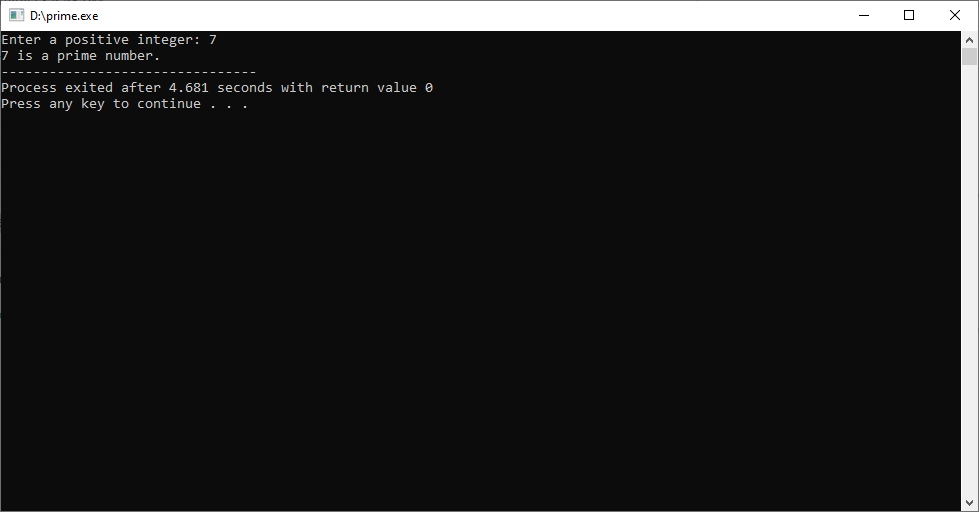 D:\prime.exe
Enter a positive integer: 7
7 is a prime number.
--------------------------------
Process exited after 4.681 seconds with return value 0
Press any key to continue . . .